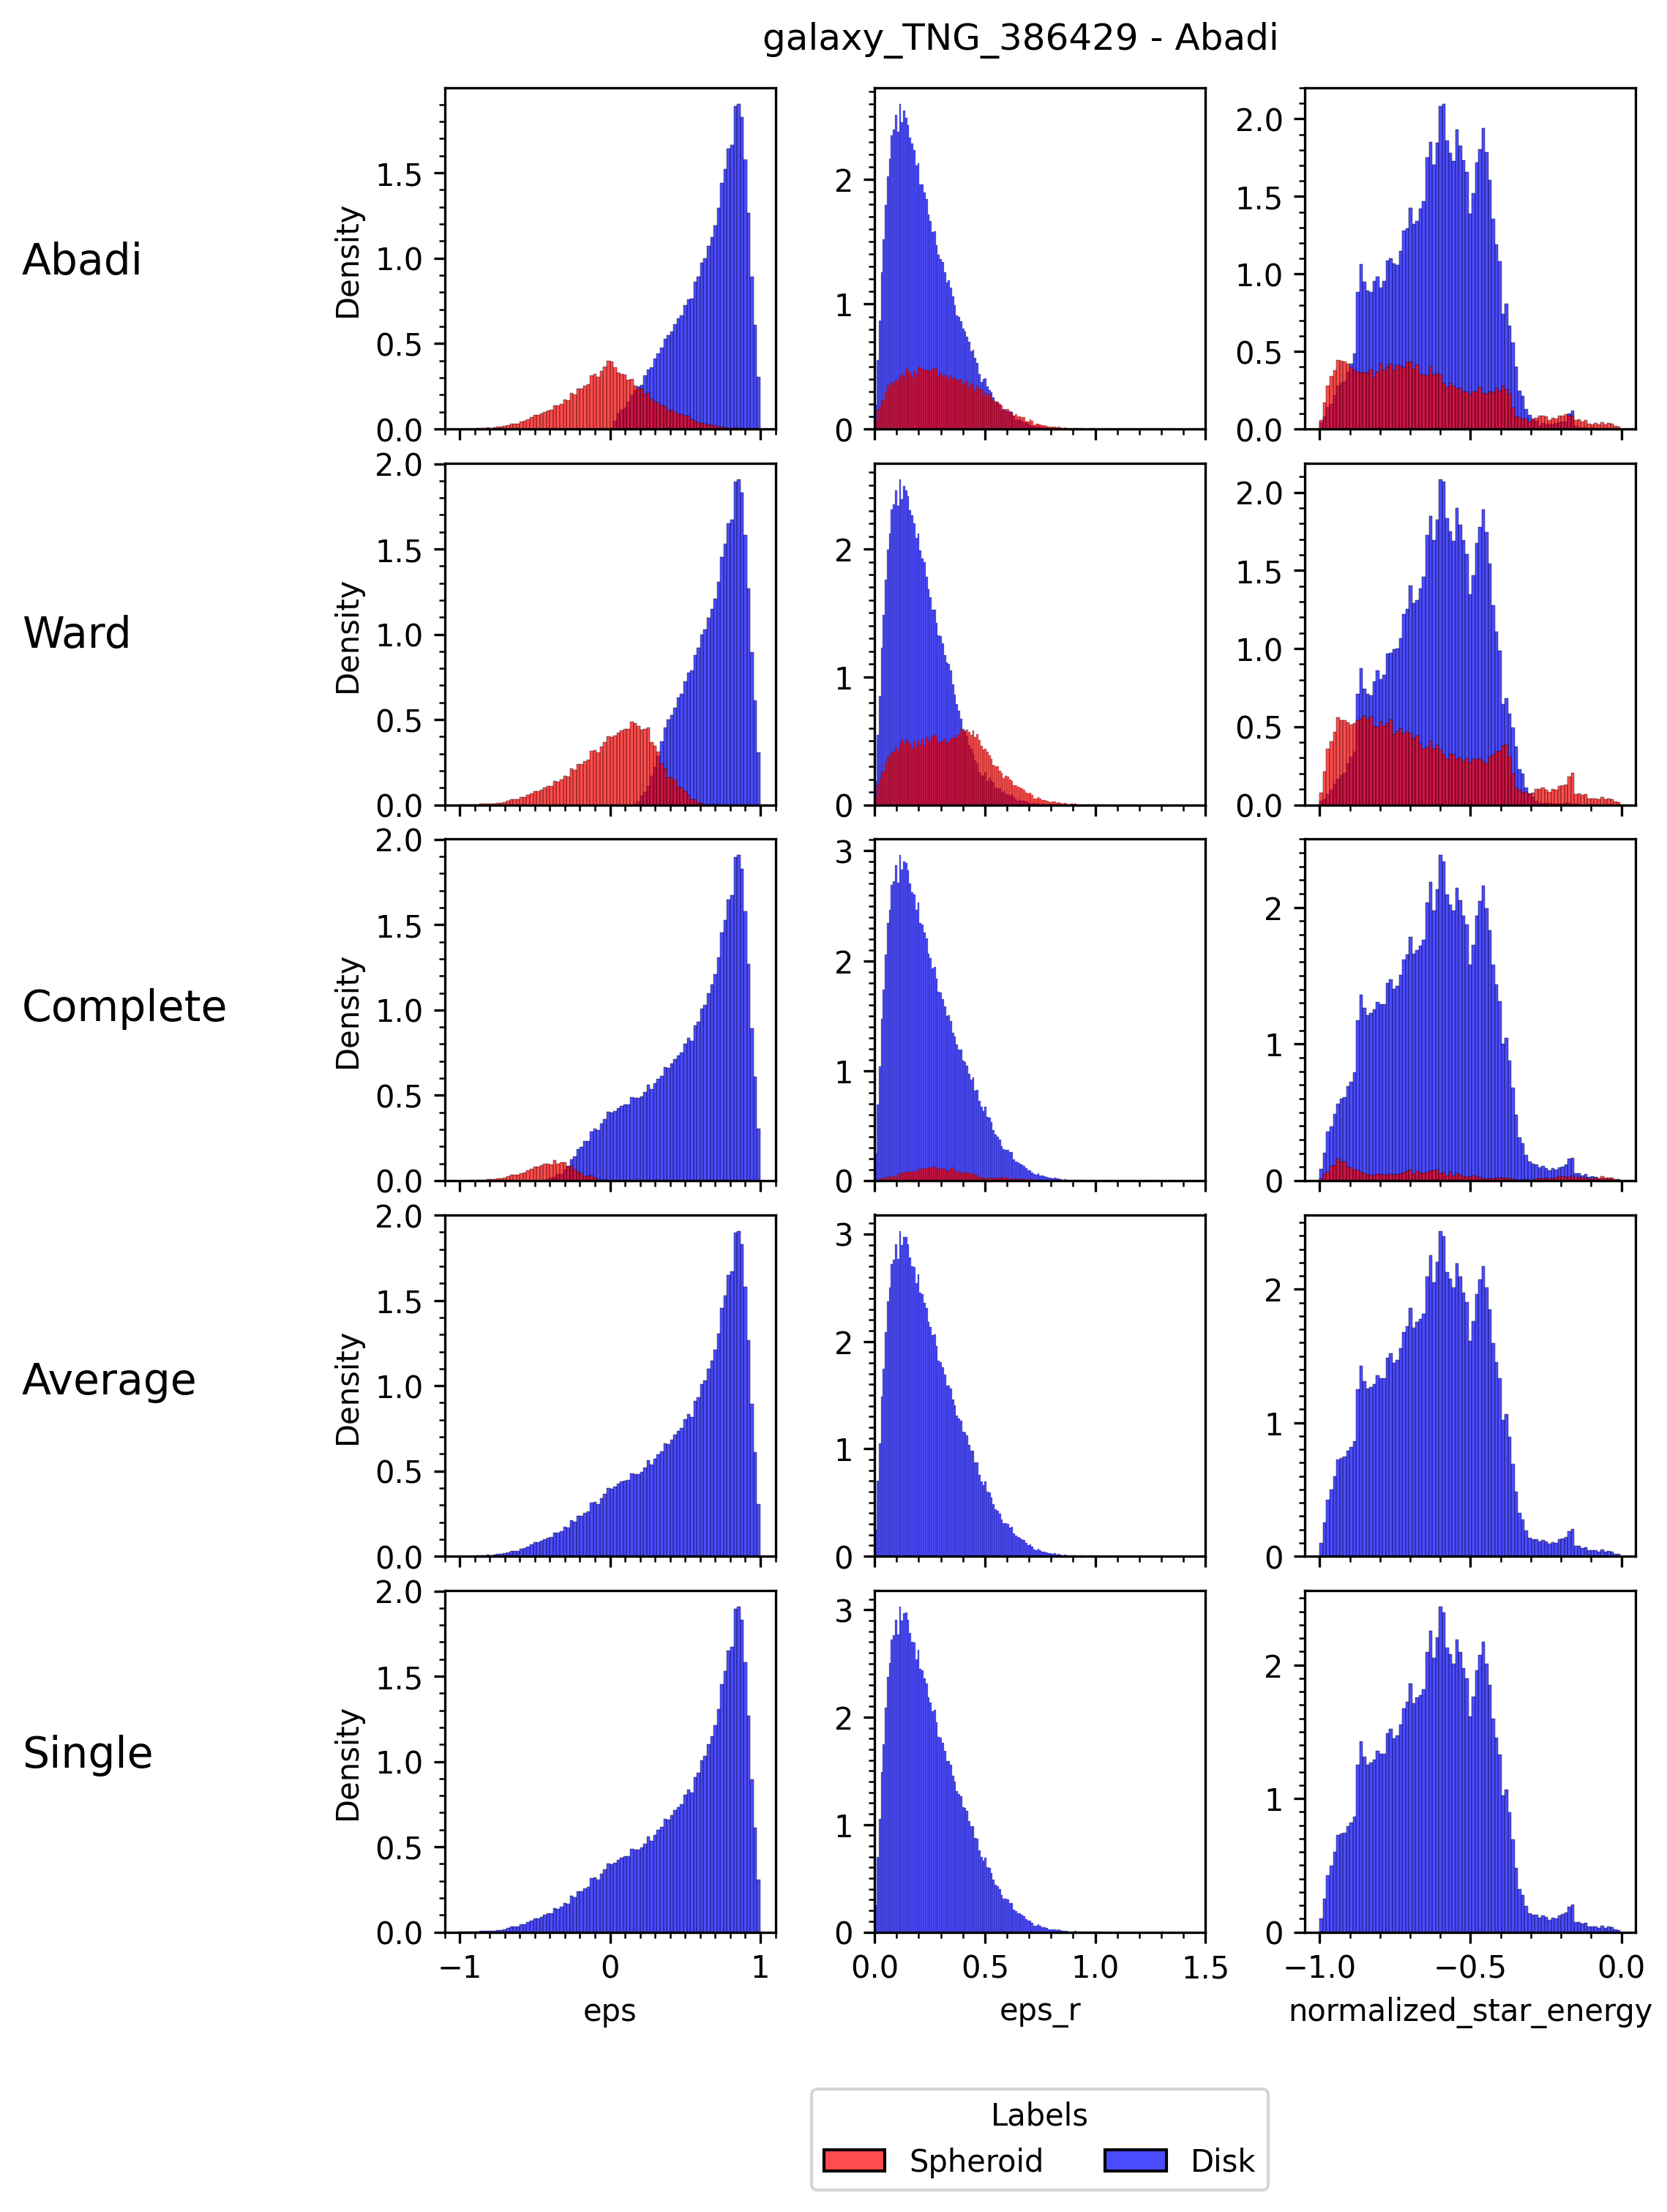 galaxy_TNG_386429 - Abadi
Abadi
Density
0.0 0.5 1.0 1.5
0 1 2
0.0 0.5 1.0 1.5 2.0
Ward
Density
0.0 0.5 1.0 1.5 2.0
0 1 2
0.0 0.5 1.0 1.5 2.0
Complete
Density
0.0 0.5 1.0 1.5 2.0
0 1 2 3
0 1 2
Average
Density
0.0 0.5 1.0 1.5 2.0
0 1 2 3
0 1 2
Single
Density
0.0 0.5 1.0 1.5 2.0
0 1 2 3
0 1 2
−1 0 1
0.0 0.5 1.0 1.5
−1.0 −0.5 0.0
eps
eps_r
normalized_star_energy
Labels
Spheroid
Disk